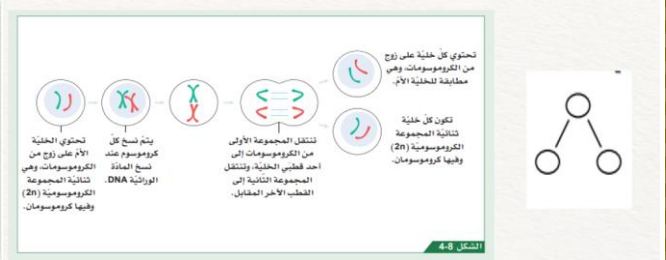 تحتوي كلّ خليّة على زوج
من الكروموسومات، وهي
مطابقة للخليّة الأمّ.
تكون كلّ خليّة
ثنائيّة المجموعة
الكروموسوميّة (2n)
وفيها كروموسومان.
تحتوي الخليّة
الأمّ على زوج من
الكروموسومات، وهي
ثنائيّة المجموعة
الكروموسوميّة (2n)
وفيها كروموسومان.
يتمّ نسخ كلّ
كروموسوم عند
نسخ المادّة
الوراثيّة DNA.
تنتقل المجموعة الأولى
من الكروموسومات إلى
أحد قطبي الخليّة، وتنتقل
المجموعة الثانية إلى
القطب الآخر المقابل.
الشكل 8-4